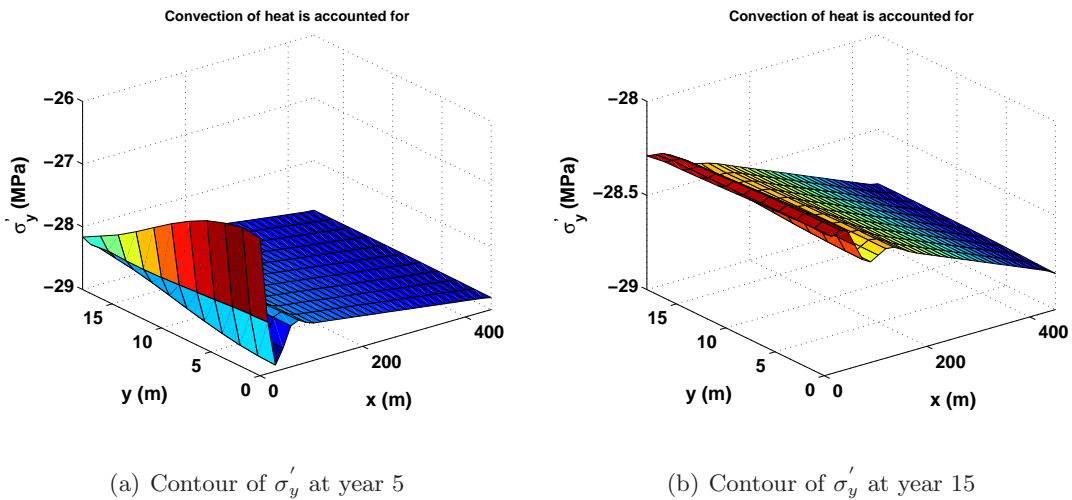 Convection of heat is accounted for
−26
−27
−28
−29
σ'y (MPa)
15
10
5
0
y (m)
0
200
400
x (m)
(a) Contour of σ'y at year 5
Convection of heat is accounted for
−28
−28.5
−29
σ'y (MPa)
15
10
5
0
y (m)
0
200
400
x (m)
(b) Contour of σ'y at year 15